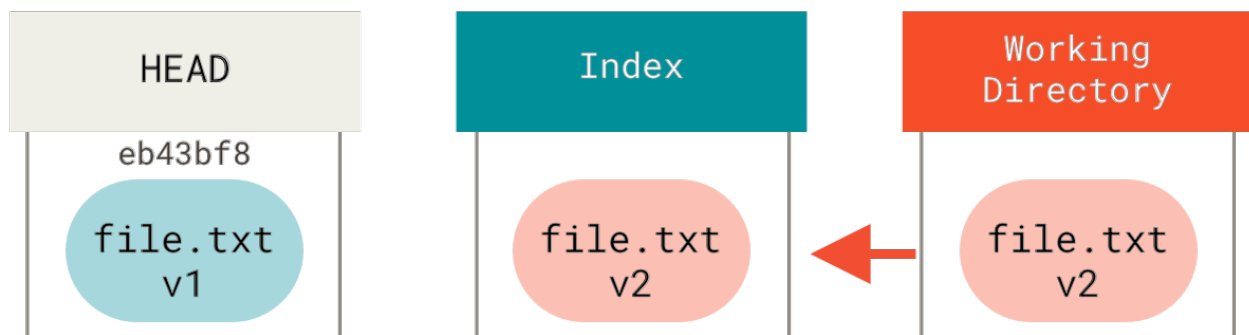 HEAD
Index
Working
Directory
eb43bf8
file.txt
v1
file.txt
v2
file.txt
v2